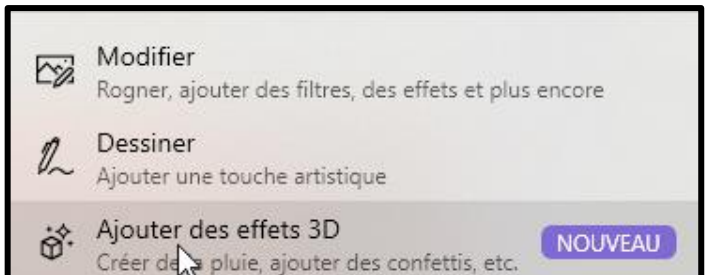 Modifier
Rogner, ajouter des filtres, des effets et plus encore
Dessiner
Ajouter une touche artistique
Ajouter des effets 3D
NOUVEAU
Créer de la pluie, ajouter des confettis, etc.